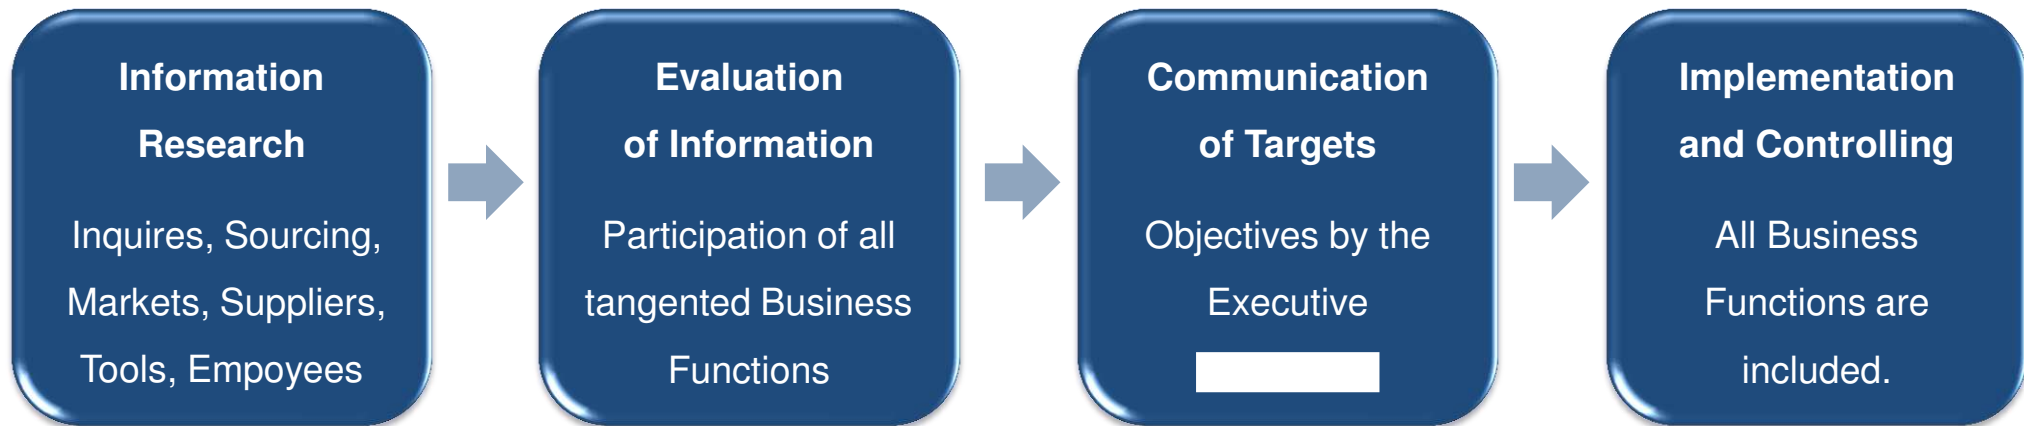 Information
Research
Inquires, Sourcing,
Markets, Suppliers,
Tools, Empoyees
Evaluation
of Information
Participation of all
tangented Business
Functions
Communication
of Targets
Objectives by the
Executive
Implementation
and Controlling
All Business
Functions are
included.